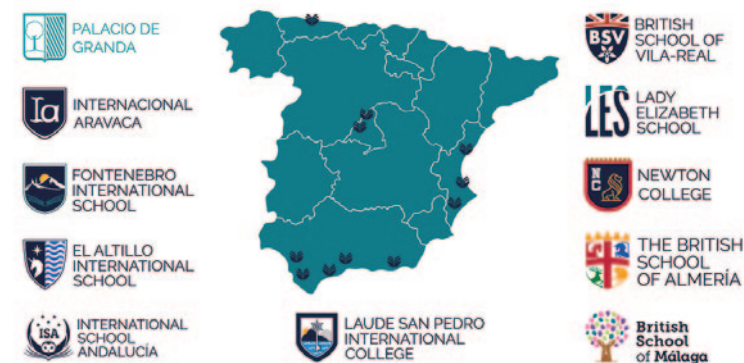 PALACIO DE
GRANDA
Ia
INTERNACIONAL
ARAVACA
FONTENEBRO
INTERNATIONAL
SCHOOL
EL ALTILLO
INTERNATIONAL
SCHOOL
ISA
INTERNATIONAL
SCHOOL
ANDALUCÍA
LAUDE SAN PEDRO
INTERNATIONAL
COLLEGE
BSV
BRITISH
SCHOOL OF
VILA-REAL
LES
LADY
ELIZABETH
SCHOOL
NC
NEWTON
COLLEGE
THE BRITISH
SCHOOL
OF ALMERÍA
British
School
of Málaga